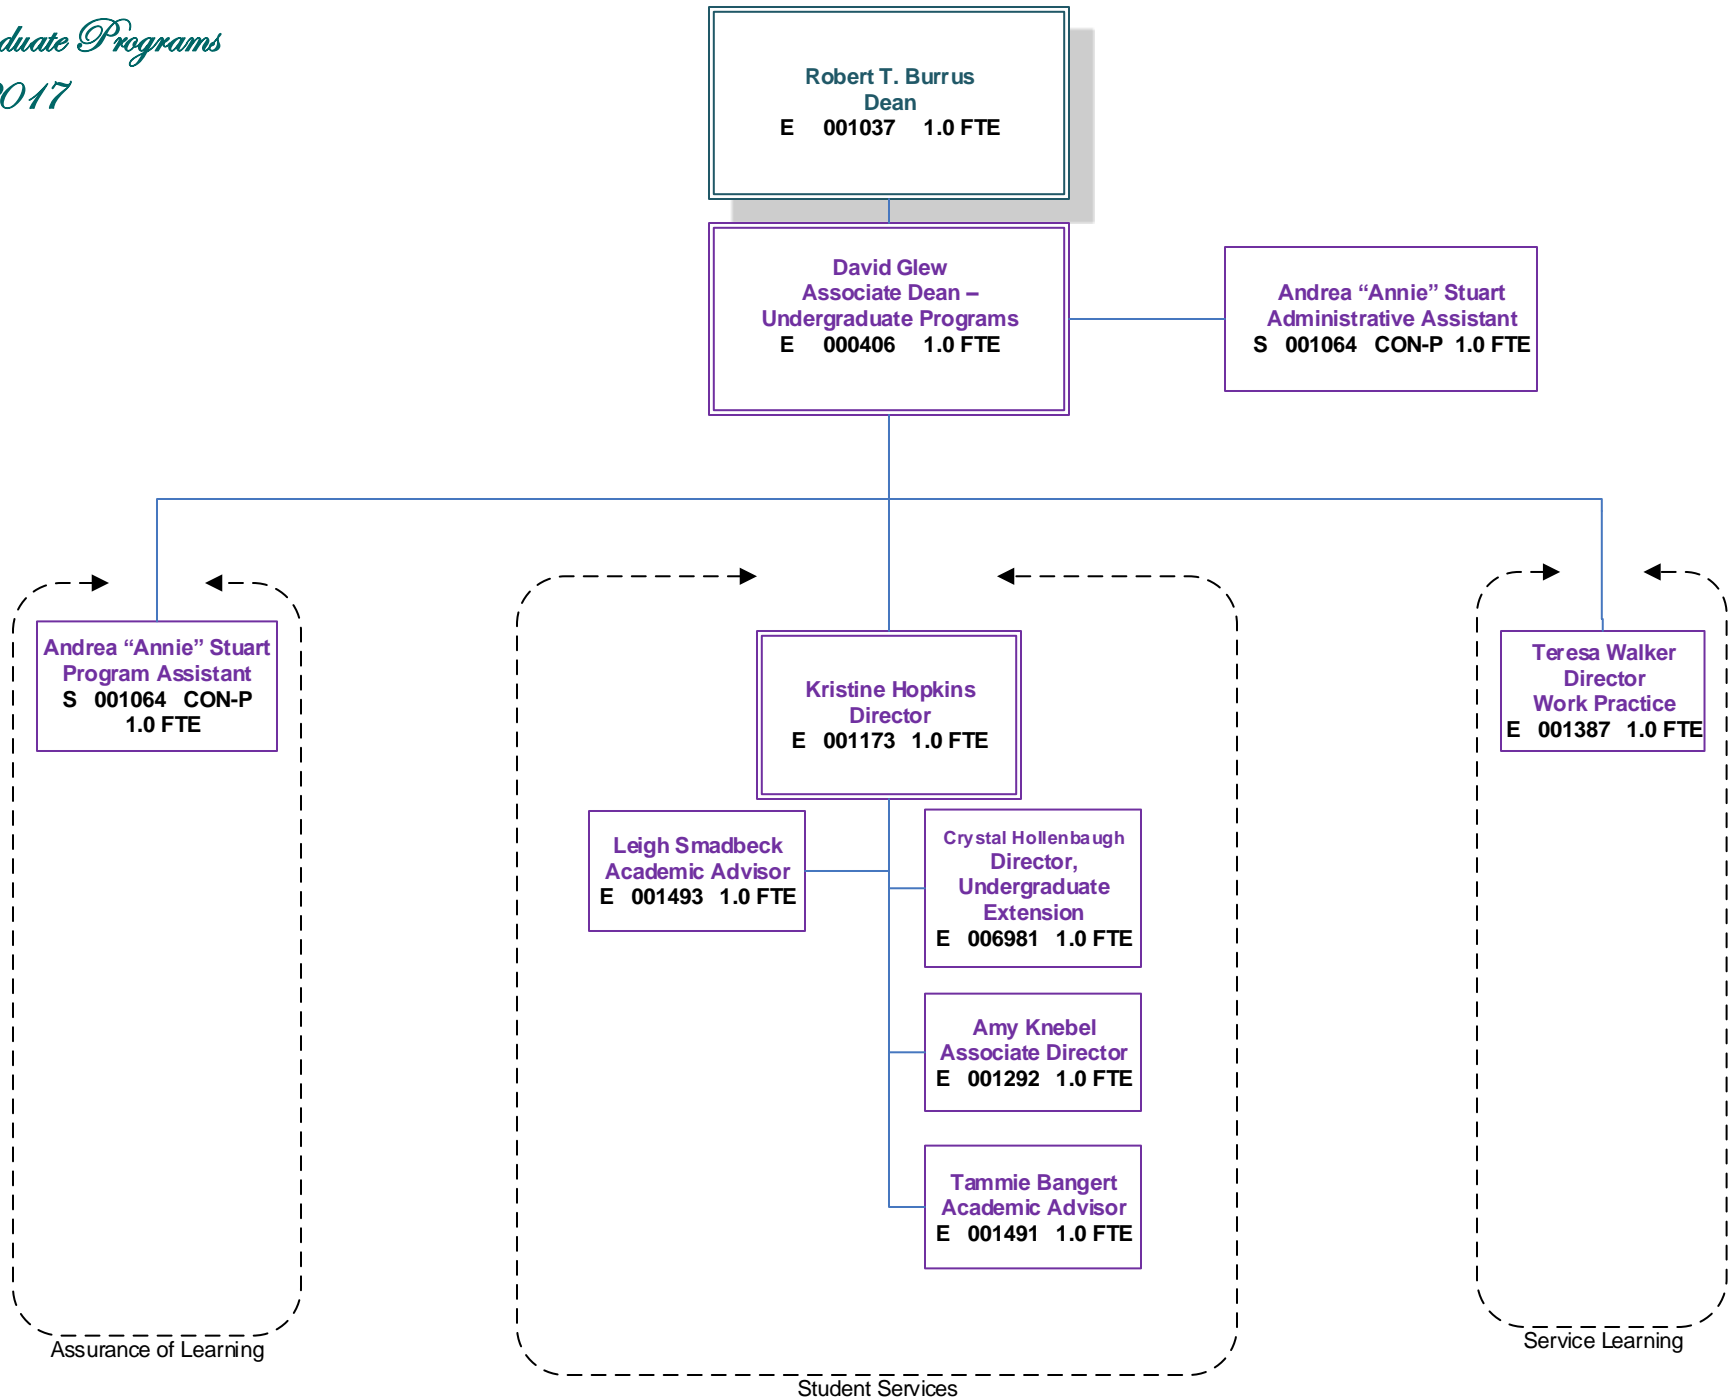 duate Programs
2017
Robert T. Burrus
Dean
E 001037 1.0 FTE
David Glew
Associate Dean –
Undergraduate Programs
E 000406 1.0 FTE
Andrea “Annie” Stuart
Administrative Assistant
S 001064 CON-P 1.0 FTE
Andrea “Annie” Stuart
Program Assistant
S 001064 CON-P
1.0 FTE
Kristine Hopkins
Director
E 001173 1.0 FTE
Teresa Walker
Director
Work Practice
E 001387 1.0 FTE
Leigh Smadbeck
Academic Advisor
E 001493 1.0 FTE
Crystal Hollenbaugh
Director,
Undergraduate
Extension
E 006981 1.0 FTE
Amy Knebel
Associate Director
E 001292 1.0 FTE
Tammie Bangert
Academic Advisor
E 001491 1.0 FTE
Assurance of Learning
Student Services
Service Learning